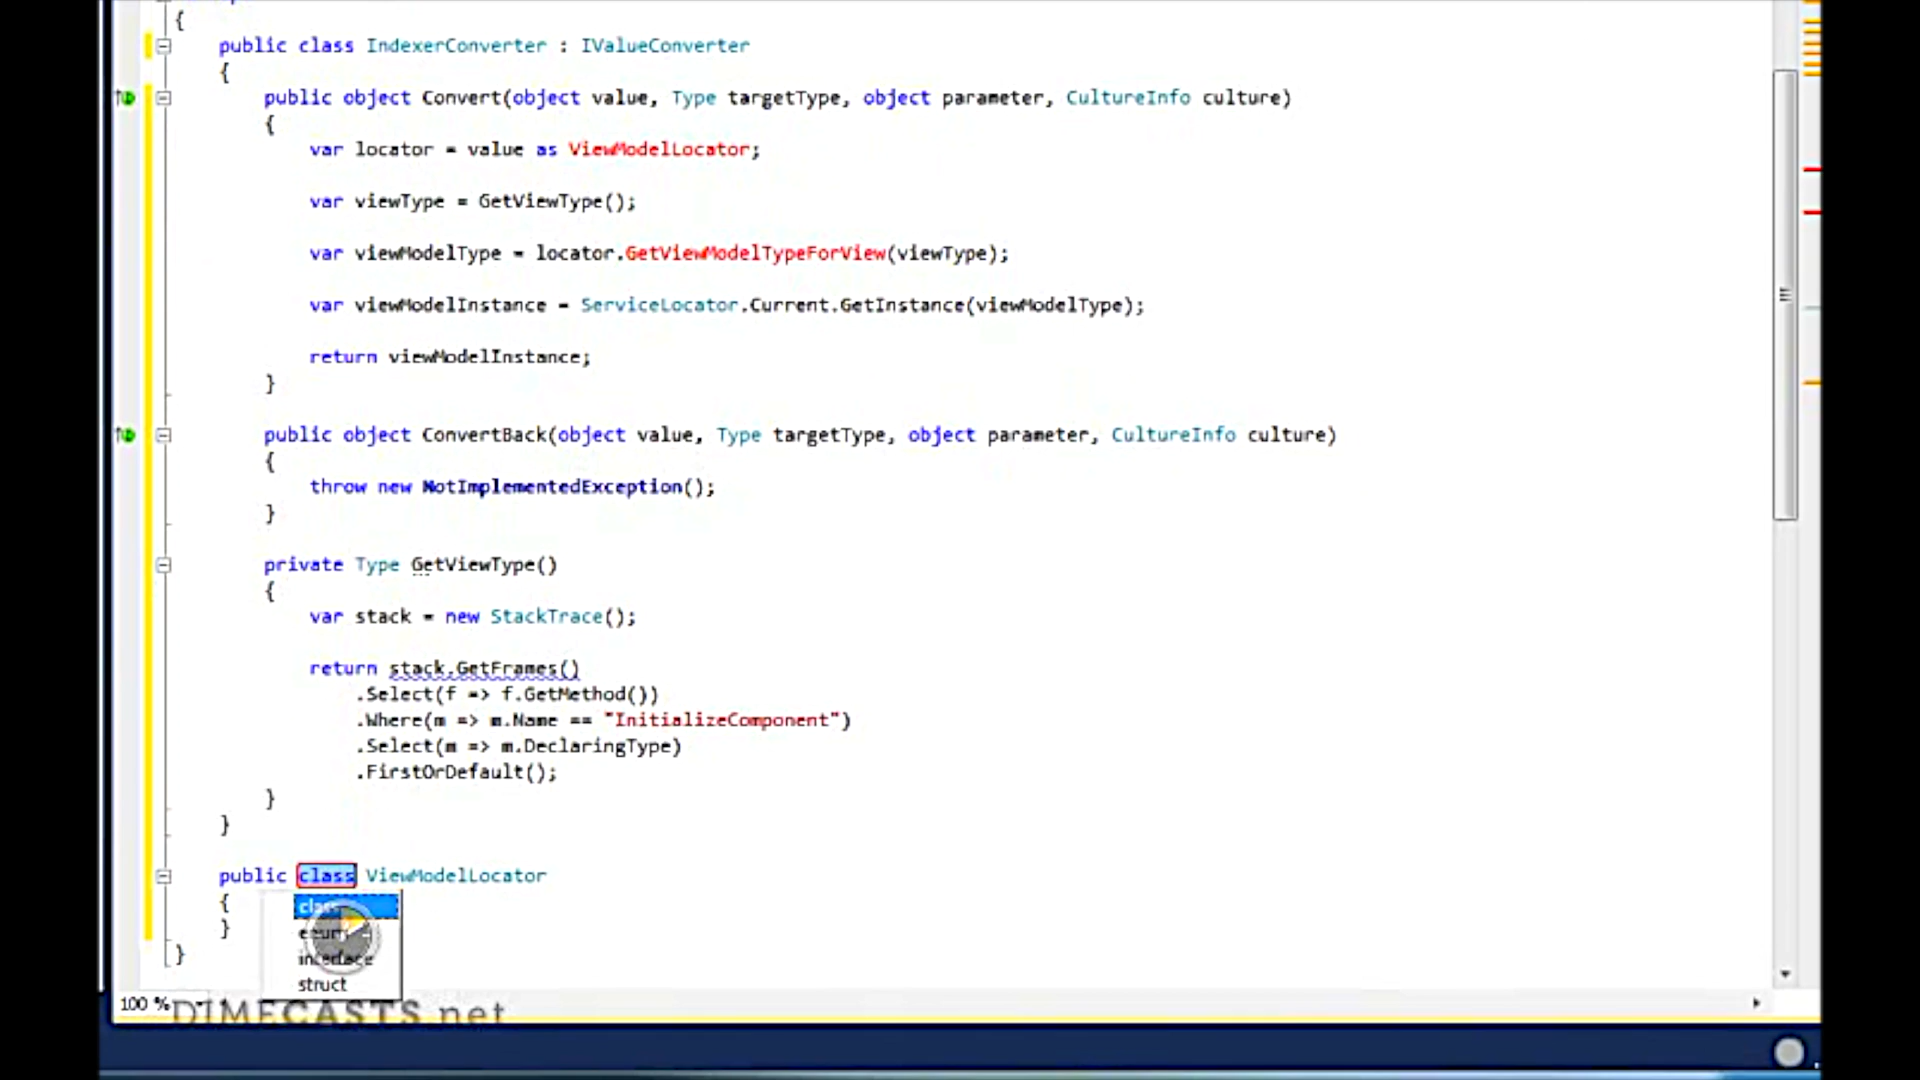 {
public class IndexerConverter : IValueConverter
{
public object Convert(object value, Type targetType, object parameter, CultureInfo culture)
{
var locator = value as ViewModelLocator;
var viewType = GetViewType();
var viewModelType = locator.GetViewModelTypeForView(viewType);
var viewModelInstance = ServiceLocator.Current.GetInstance(viewModelType);
return viewModelInstance;
}
public object ConvertBack(object value, Type targetType, object parameter, CultureInfo culture)
{
throw new NotImplementedException();
}
private Type GetViewType()
{
var stack = new StackTrace();
return stack.GetFrames()
.Select(f => f.GetMethod())
.Where(m => m.Name == "InitializeComponent")
.Select(m => m.DeclaringType)
.FirstOrDefault();
}
}
public class ViewModelLocator
{
class
}
enum
}
interface
struct
100 %
DIMECASTS.net